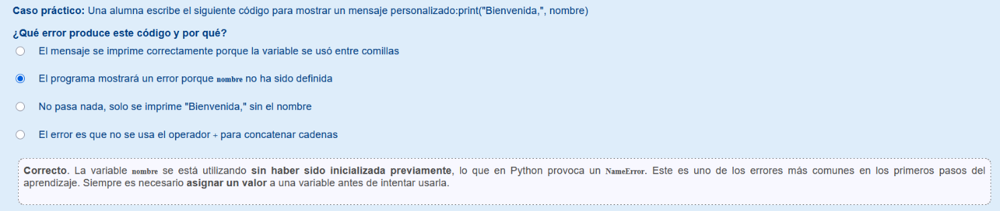 Caso práctico: Una alumna escribe el siguiente código para mostrar un mensaje personalizado:print("Bienvenida,", nombre)
¿Qué error produce este código y por qué?
El mensaje se imprime correctamente porque la variable se usó entre comillas
El programa mostrará un error porque nombre no ha sido definida
No pasa nada, solo se imprime "Bienvenida," sin el nombre
El error es que no se usa el operador + para concatenar cadenas
Correcto. La variable nombre se está utilizando sin haber sido inicializada previamente, lo que en Python provoca un NameError. Este es uno de los errores más comunes en los primeros pasos del
aprendizaje. Siempre es necesario asignar un valor a una variable antes de intentar usarla.